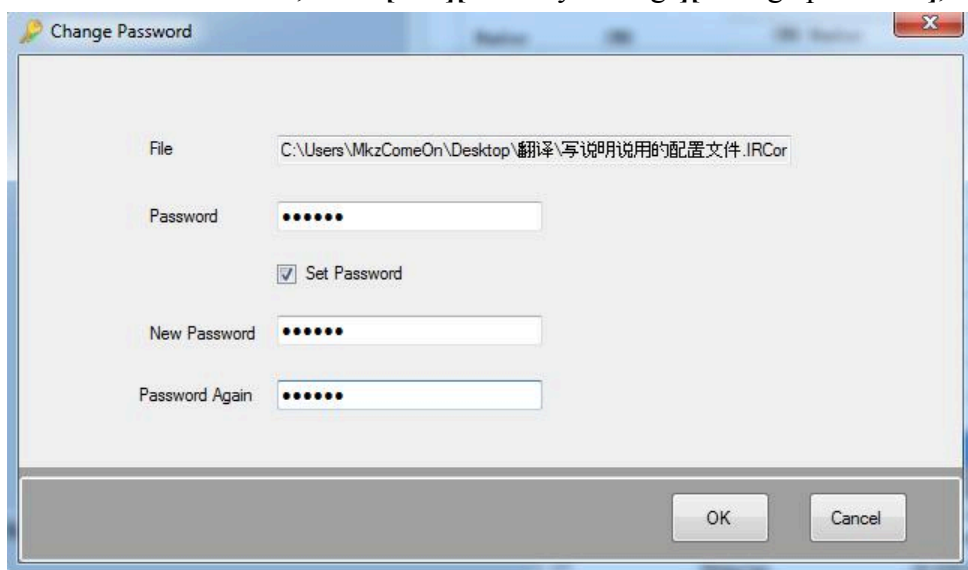 Change Password
File
C:\Users\MkzComeOn\Desktop\翻译\写说明说用的配置文件.IRCor
Password
••••••
Set Password
New Password
••••••
Password Again
••••••
OK
Cancel